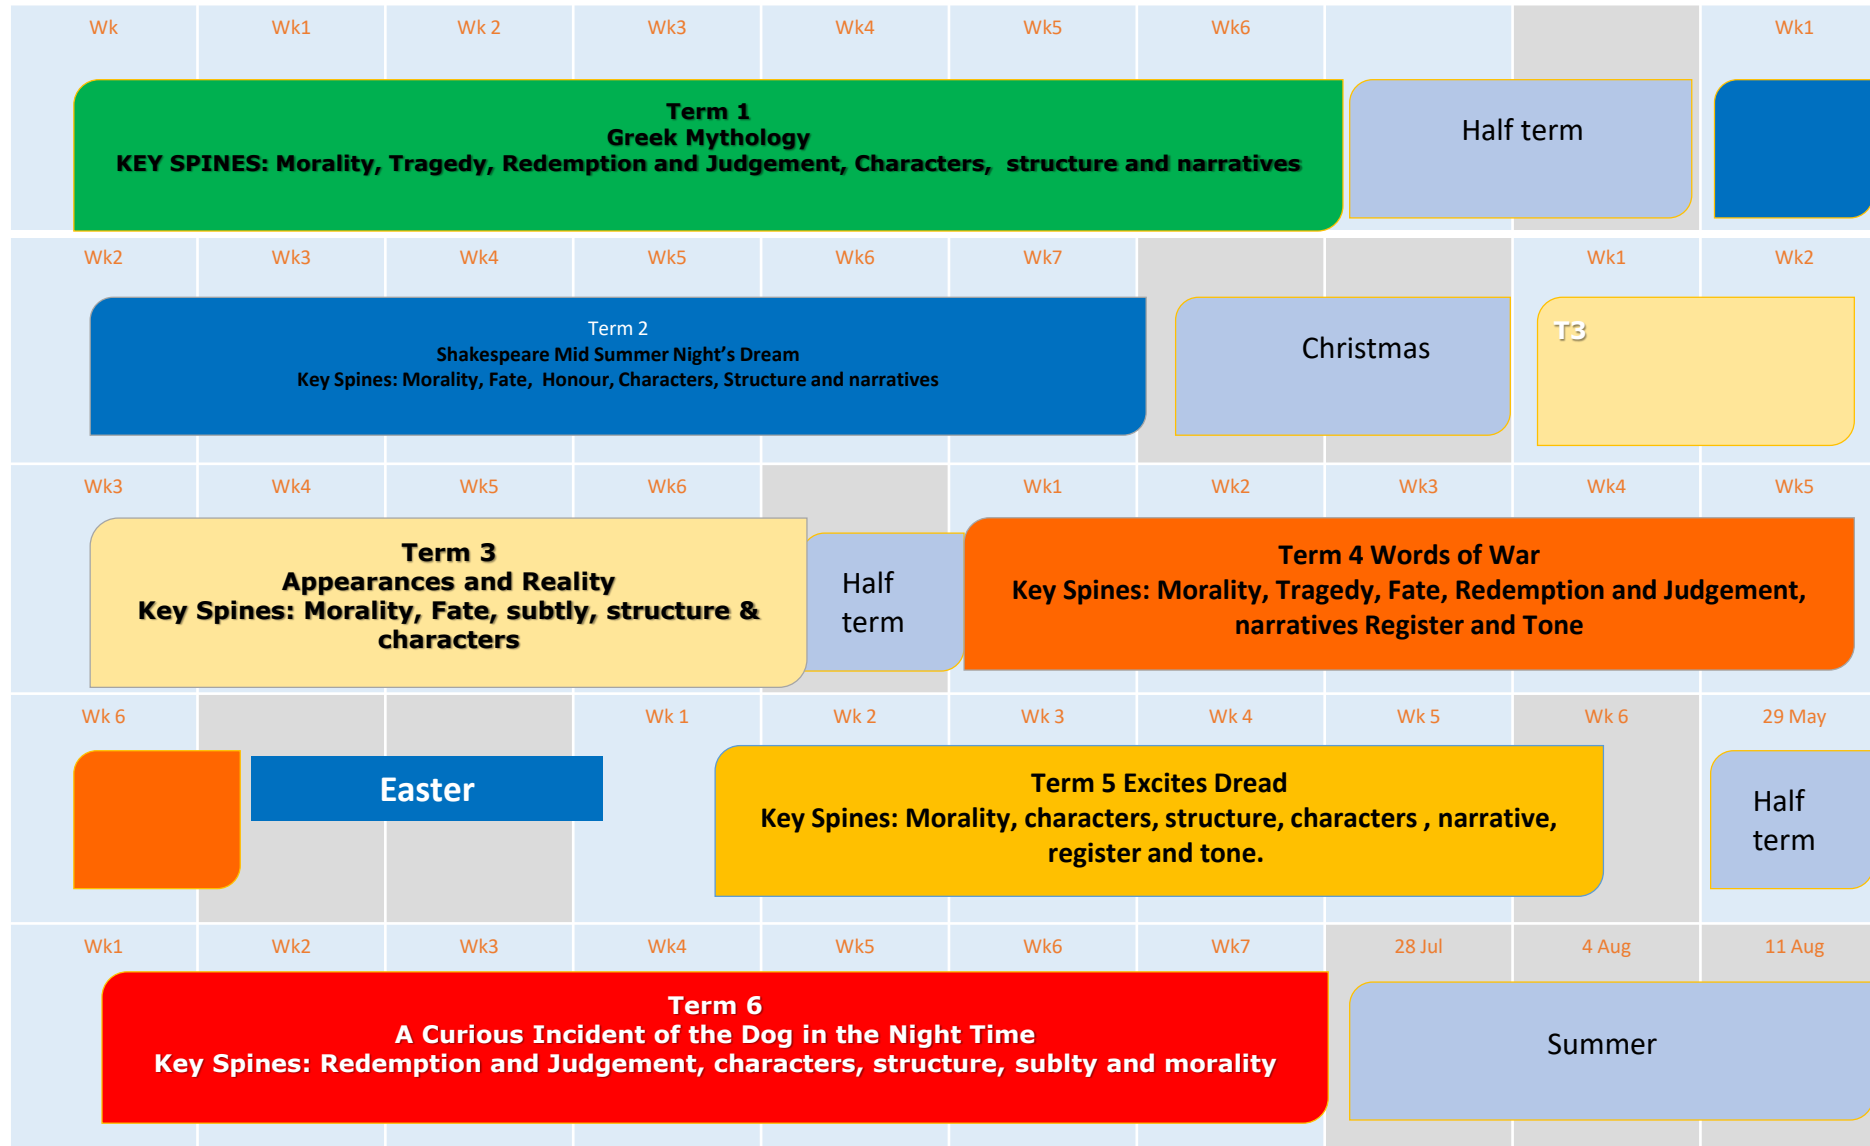 Wk Wk1 Wk 2 Wk3 Wk4 Wk5 Wk6 Wk1
Term 1
Greek Mythology
KEY SPINES: Morality, Tragedy, Redemption and Judgement, Characters, structure and narratives
Half term
Wk2 Wk3 Wk4 Wk5 Wk6 Wk7 Wk1 Wk2
Term 2
Shakespeare Mid Summer Night's Dream
Key Spines: Morality, Fate, Honour, Characters, Structure and narratives
Christmas
T3
Wk3 Wk4 Wk5 Wk6 Wk1 Wk2 Wk3 Wk4 Wk5
Term 3
Appearances and Reality
Key Spines: Morality, Fate, subtly, structure &
characters
Half
term
Term 4 Words of War
Key Spines: Morality, Tragedy, Fate, Redemption and Judgement,
narratives Register and Tone
Wk 6 Wk 1 Wk 2 Wk 3 Wk 4 Wk 5 Wk 6 29 May
Easter
Term 5 Excites Dread
Key Spines: Morality, characters, structure, characters , narrative,
register and tone.
Half
term
Wk1 Wk2 Wk3 Wk4 Wk5 Wk6 Wk7 28 Jul 4 Aug 11 Aug
Term 6
A Curious Incident of the Dog in the Night Time
Key Spines: Redemption and Judgement, characters, structure, sublty and morality
Summer